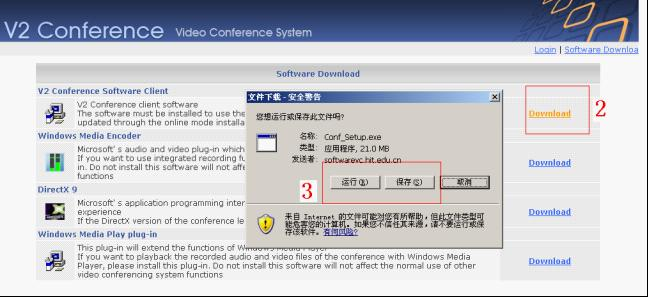 V2 Conference Video Conference System
Login | Software Downloa
Software Download
V2 Conference Software Client
V2 Conference client software
The software must be installed to use the
updated through the online mode installa
Download
2
Windows Media Encoder
Microsoft's audio and video plug-in which
If you want to use integrated recording fu
in. Do not install this software will not affe
functions
Download
DirectX 9
Microsoft's application programming inter
experience
If the DirectX version of the conference le
Download
Windows Media Play plug-in
This plug-in will extend the functions of Windows Media Player
If you want to playback the recorded audio and video files of the conference with Windows Media
Player, please install this plug-in. Do not install this software will not affect the normal use of other
video conferencing system functions
Download
文件下载 - 安全警告
您想运行或保存此文件吗?
名称: Conf_Setup.exe
类型: 应用程序, 21.0 MB
发送者: softwarevc.hit.edu.cn
3
运行(R) 保存(S) 取消
来自 Internet 的文件可能对您有所帮助,但此文件类型可
能危害您的计算机。如果您不信任其来源,请不要运行或保
存该软件。有何风险?